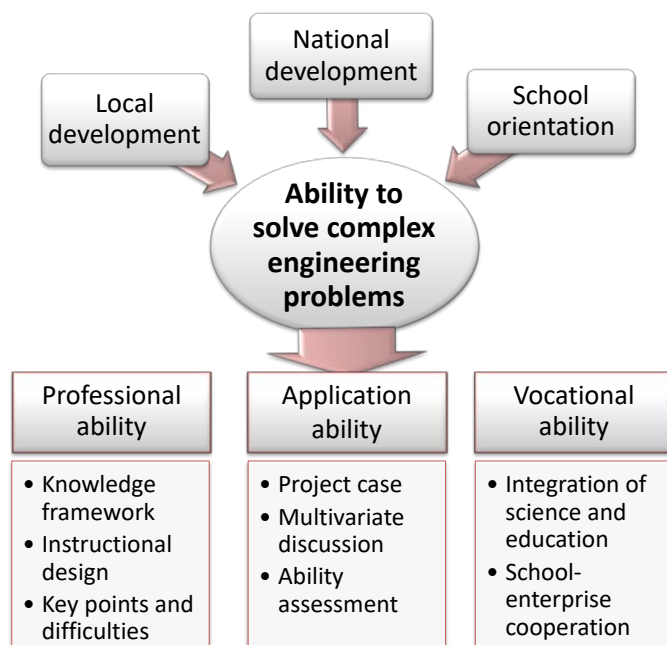 National
development
Local
development
School
orientation
Ability to
solve complex
engineering
problems
Professional
ability
• Knowledge
framework
• Instructional
design
• Key points and
difficulties
Application
ability
• Project case
• Multivariate
discussion
• Ability
assessment
Vocational
ability
• Integration of
science and
education
• School-
enterprise
cooperation